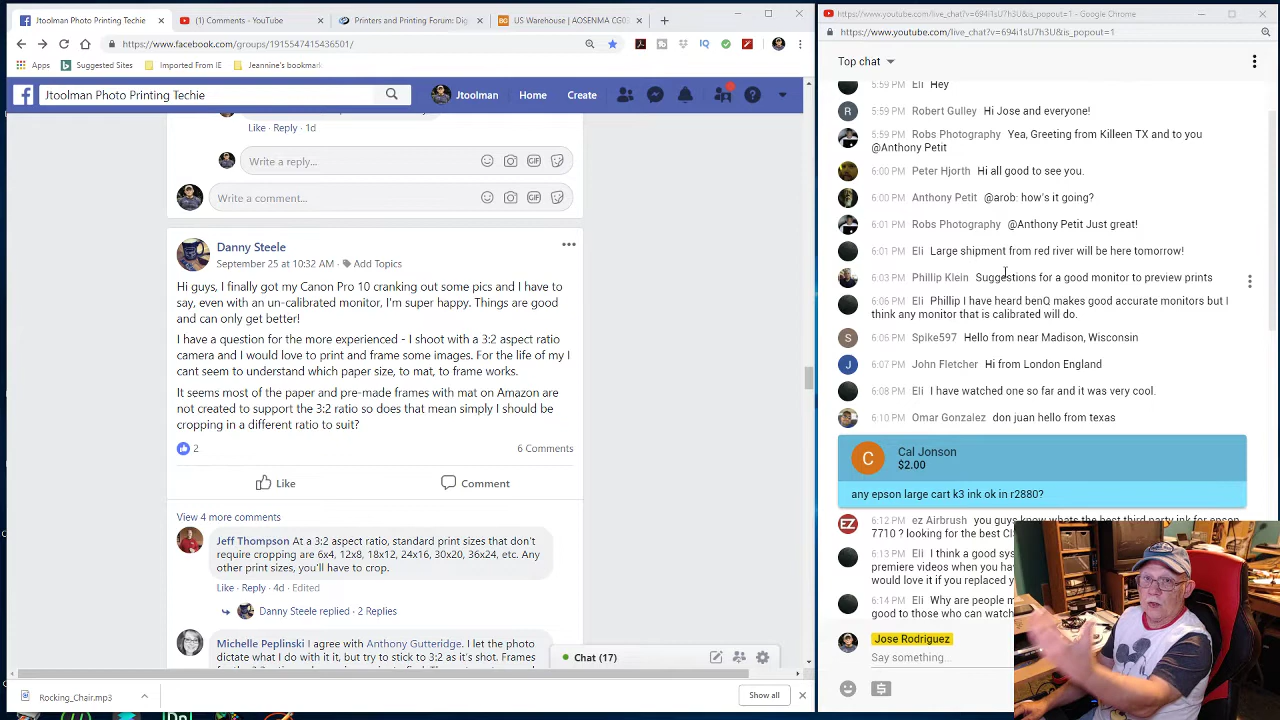 Jtoolman Photo Printing Techie
(1) Comments - YouTube
Printers and Printing Forum: Dig
US Warehouse | AOSENMA CG03
https://www.facebook.com/groups/1915547415436501/
Apps
Suggested Sites
Imported From IE
Jeannine's bookmark
Jtoolman Photo Printing Techie
Jtoolman
Home
Create
Like · Reply · 1d
Write a reply...
Write a comment...
Danny Steele
September 25 at 10:32 AM · Add Topics
Hi guys, I finally got my Canon Pro 10 cranking out some pics and I have to
say, even with an un-calibrated monitor, I'm super happy. Things are good
and can only get better!
I have a question for the more experienced - I shoot with a 3:2 aspect ratio
camera and I would love to print and frame some images. For the life of my I
cant seem to understand which paper size, to mat, to frame works.
It seems most of the paper and pre-made frames with mat on Amazon are
not created to support the 3:2 ratio so does that mean simply I should be
cropping in a different ratio to suit?
2
6 Comments
Like
Comment
View 4 more comments
Jeff Thompson At a 3:2 aspect ratio, standard print sizes that don't
require cropping are 6x4, 12x8, 18x12, 24x16, 30x20, 36x24, etc. Any
other print sizes, you'll have to crop.
Like · Reply · 4d · Edited
Danny Steele replied · 2 Replies
Michelle Peplinski I agree with Anthony Gutteridge. I let the photo
dictate what I do with it, but try to stick to 3:2 as it's shot. Frames
Chat (17)
Rocking_Chair.mp3
Show all
https://www.youtube.com/live_chat?v=694i1sU7h3U&is_popout=1 - Google Chrome
https://www.youtube.com/live_chat?v=694i1sU7h3U&is_popout=1
Top chat
5:59 PM Eli Hey
R 5:59 PM Robert Gulley Hi Jose and everyone!
5:59 PM Robs Photography Yea, Greeting from Killeen TX and to you
@Anthony Petit
6:00 PM Peter Hjorth Hi all good to see you.
6:00 PM Anthony Petit @arob: how's it going?
6:01 PM Robs Photography @Anthony Petit Just great!
6:01 PM Eli Large shipment from red river will be here tomorrow!
6:03 PM Phillip Klein Suggestions for a good monitor to preview prints
6:06 PM Eli Phillip I have heard benQ makes good accurate monitors but I
think any monitor that is calibrated will do.
S 6:06 PM Spike597 Hello from near Madison, Wisconsin
J 6:07 PM John Fletcher Hi from London England
6:08 PM Eli I have watched one so far and it was very cool.
6:10 PM Omar Gonzalez don juan hello from texas
C Cal Jonson
$2.00
any epson large cart k3 ink ok in r2880?
EZ 6:12 PM ez Airbrush you guys know whats the best third party ink for epson
7710 ? looking for the best CI
6:13 PM Eli I think a good sys
premiere videos when you ha
would love it if you replaced y
6:14 PM Eli Why are people m
good to those who can watch
Jose Rodriguez
Say something...